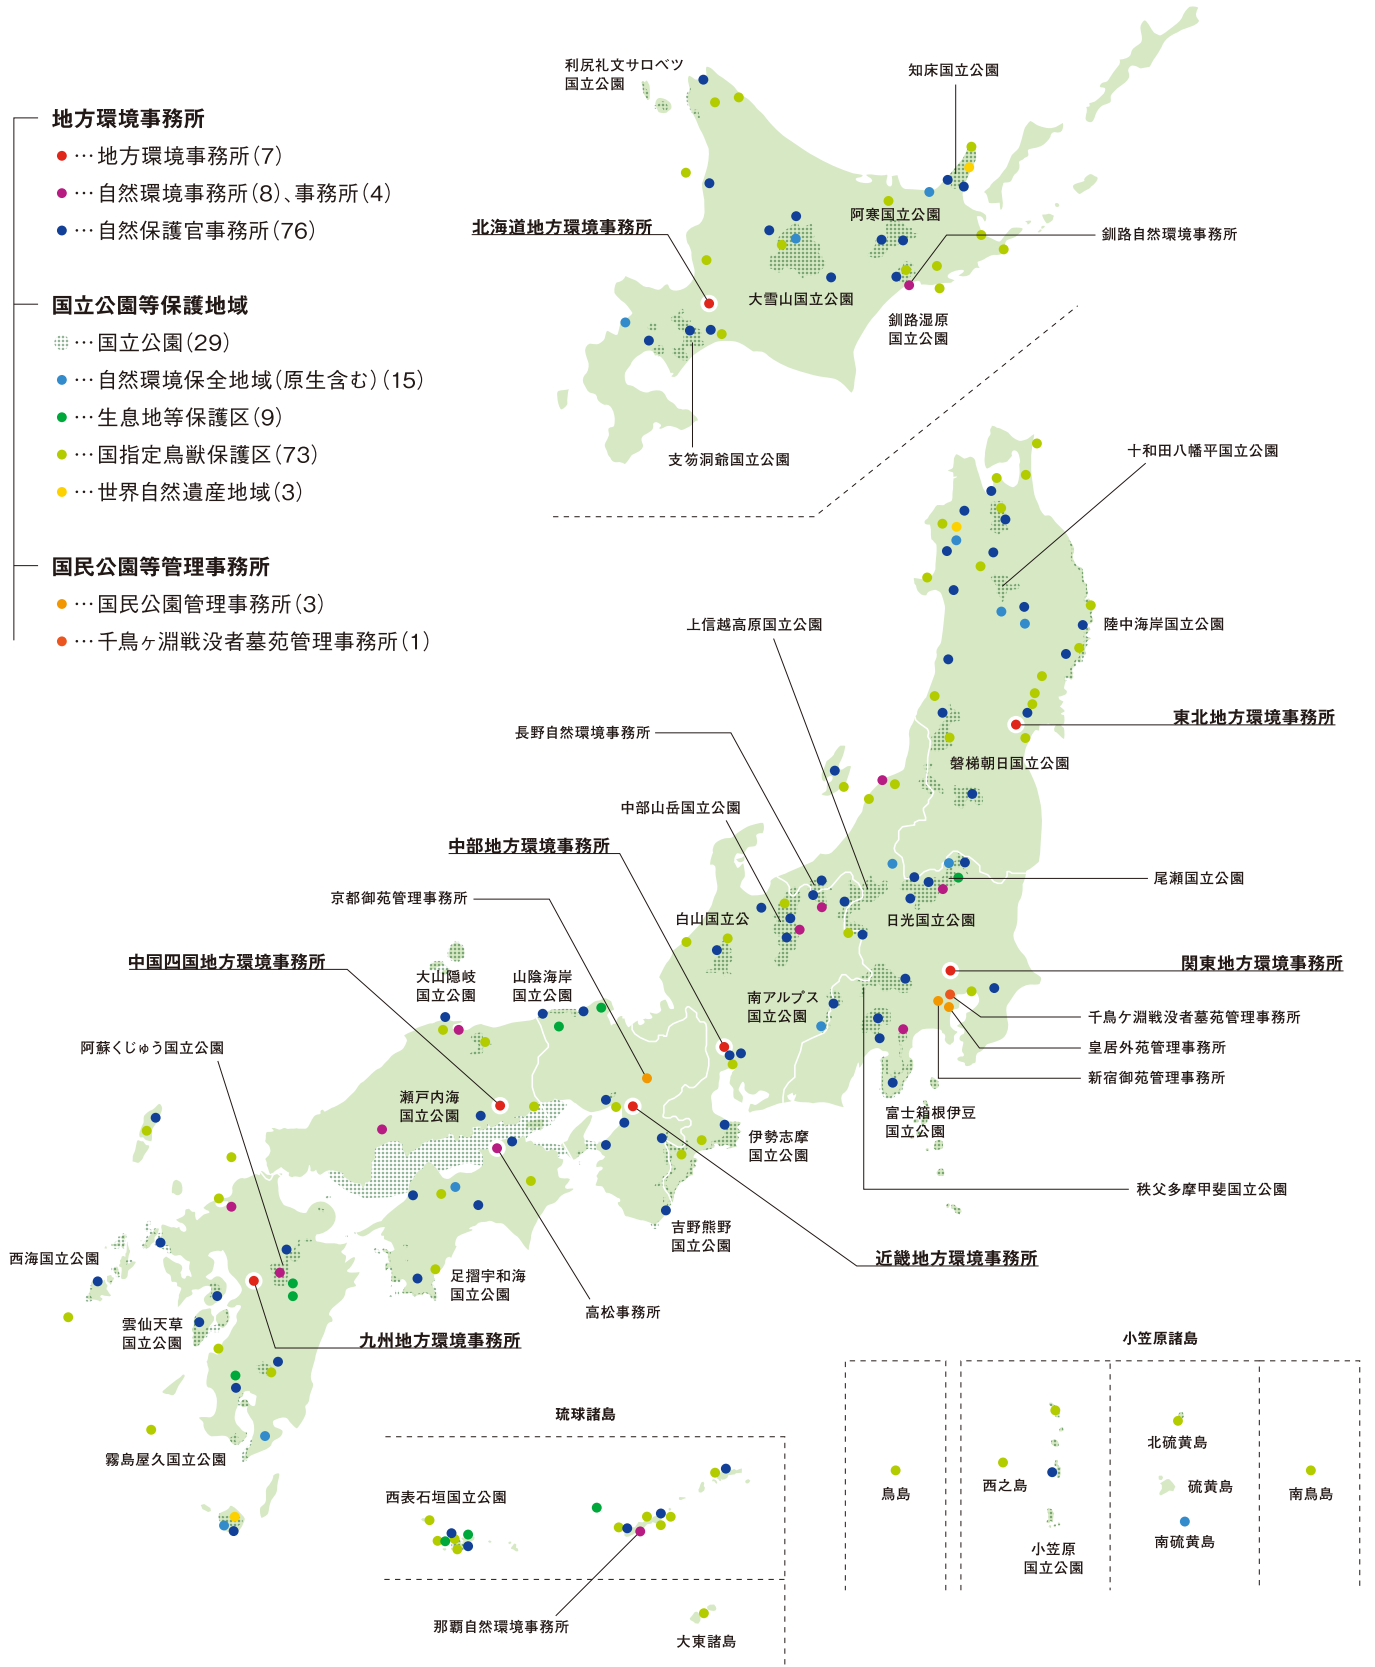 地方環境事務所
…地方環境事務所(7)
…自然環境事務所(8)、事務所(4)
…自然保護官事務所(76)
国立公園等保護地域
…国立公園(29)
…自然環境保全地域(原生含む)(15)
…生息地等保護区(9)
…国指定鳥獣保護区(73)
…世界自然遺産地域(3)
国民公園等管理事務所
…国民公園管理事務所(3)
…千鳥ヶ淵戦没者墓苑管理事務所(1)
利尻礼文サロベツ
国立公園
知床国立公園
北海道地方環境事務所
阿寒国立公園
釧路自然環境事務所
大雪山国立公園
釧路湿原
国立公園
支笏洞爺国立公園
十和田八幡平国立公園
上信越高原国立公園
陸中海岸国立公園
長野自然環境事務所
東北地方環境事務所
磐梯朝日国立公園
中部山岳国立公園
中部地方環境事務所
京都御苑管理事務所
尾瀬国立公園
白山国立公
日光国立公園
中国四国地方環境事務所
関東地方環境事務所
大山隠岐
国立公園
山陰海岸
国立公園
南アルプス
国立公園
千鳥ケ淵戦没者墓苑管理事務所
阿蘇くじゅう国立公園
皇居外苑管理事務所
新宿御苑管理事務所
瀬戸内海
国立公園
富士箱根伊豆
国立公園
伊勢志摩
国立公園
秩父多摩甲斐国立公園
吉野熊野
国立公園
西海国立公園
近畿地方環境事務所
足摺宇和海
国立公園
高松事務所
雲仙天草
国立公園
九州地方環境事務所
小笠原諸島
琉球諸島
霧島屋久国立公園
西表石垣国立公園
北硫黄島
鳥島
西之島
硫黄島
南鳥島
南硫黄島
小笠原
国立公園
那覇自然環境事務所
大東諸島